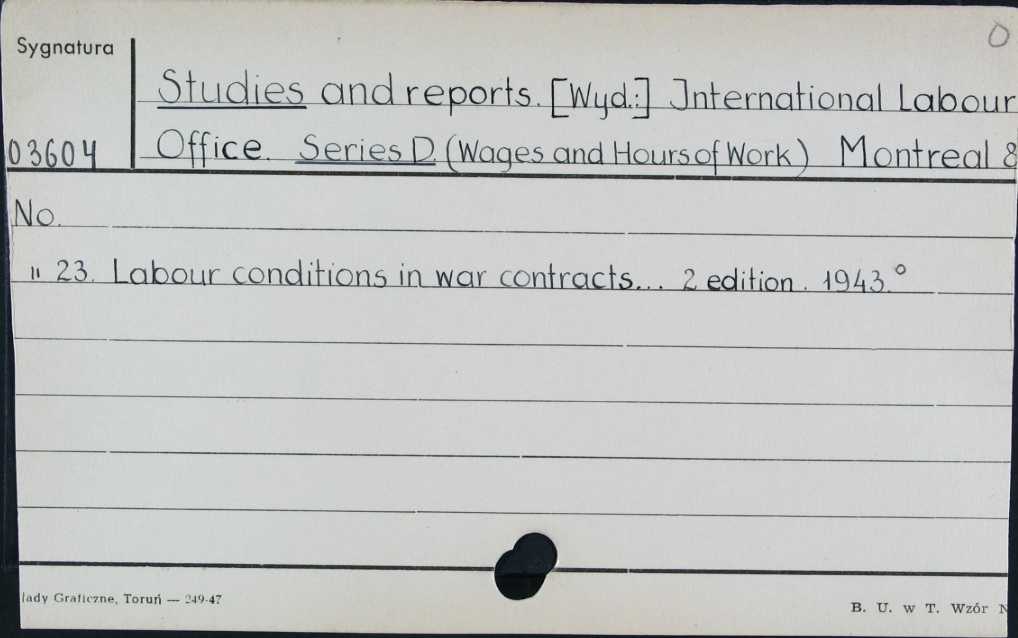 O
Sygnatura
Studies and reports. [Wyd.:] International Labour
03604 Office. Series D (Wages and Hours of Work) Montreal 8
No.
" 23. Labour conditions in war contracts... 2 edition. 1943.°
lady Graficzne, Toruń — 249-47
B. U. w T. Wzór N